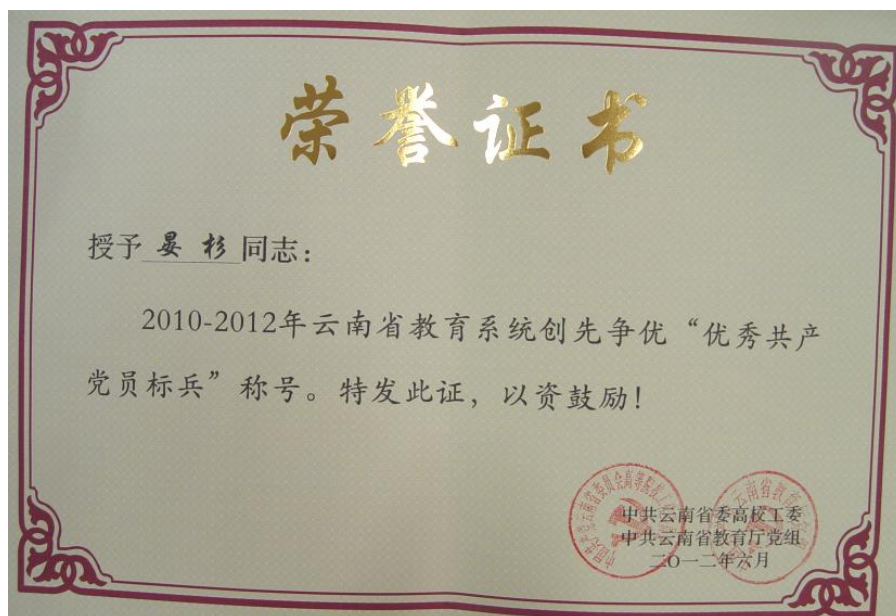 荣誉证书
授予 晏 杉 同志：
2010-2012年云南省教育系统创先争优“优秀共产
党员标兵”称号。特发此证，以资鼓励！
中共云南省委高校工委
中共云南省教育厅党组
二〇一二年六月